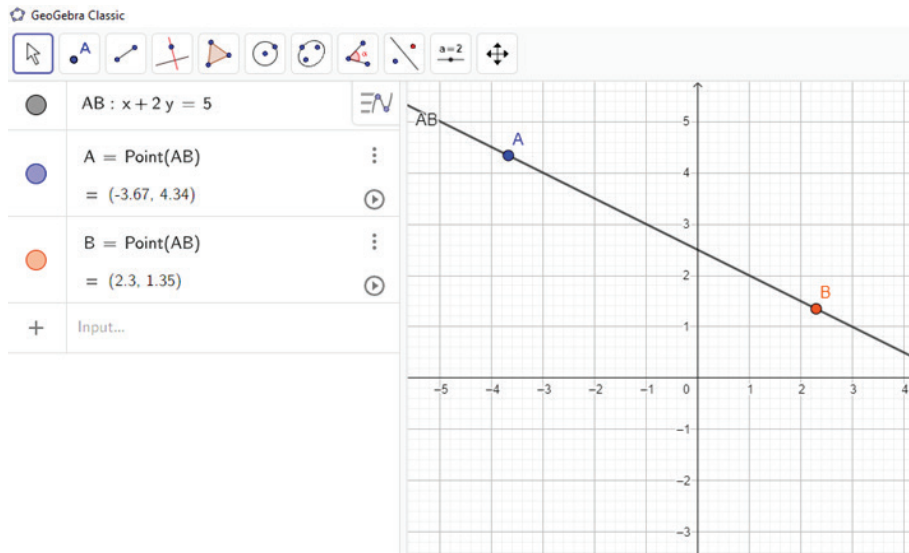 GeoGebra Classic
A
α
a=2
AB : x + 2 y = 5
A = Point(AB)
= (-3.67, 4.34)
B = Point(AB)
= (2.3, 1.35)
+ Input...
AB
A
B
5
4
3
2
1
-5 -4 -3 -2 -1 0 1 2 3 4
-1
-2
-3